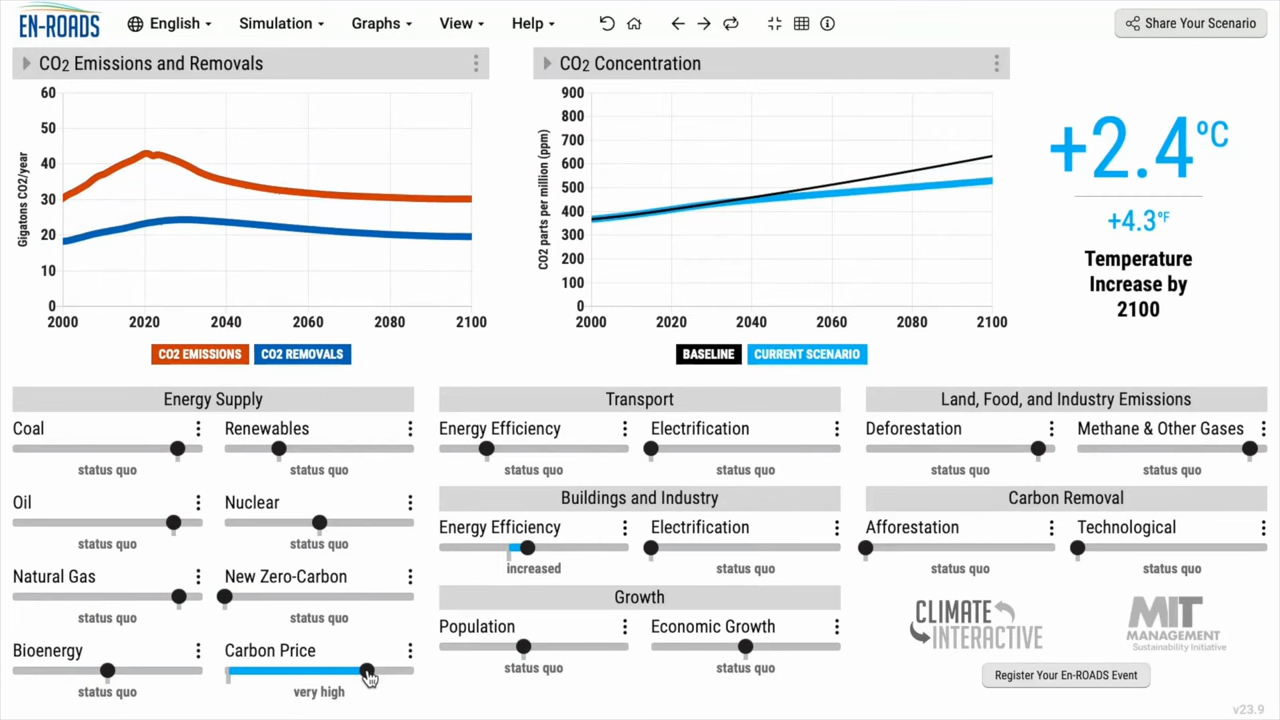 EN-ROADS
English
Simulation
Graphs
View
Help
Share Your Scenario
CO2 Emissions and Removals
60
50
40
30
20
10
0
Gigatons CO2/year
2000 2020 2040 2060 2080 2100
CO2 EMISSIONS CO2 REMOVALS
CO2 Concentration
900
800
700
600
500
400
300
200
100
0
CO2 parts per million (ppm)
2000 2020 2040 2060 2080 2100
BASELINE CURRENT SCENARIO
+2.4°C
+4.3°F
Temperature
Increase by
2100
Energy Supply
Coal
status quo
Renewables
status quo
Oil
status quo
Nuclear
status quo
Natural Gas
status quo
New Zero-Carbon
status quo
Bioenergy
status quo
Carbon Price
very high
Transport
Energy Efficiency
status quo
Electrification
status quo
Buildings and Industry
Energy Efficiency
increased
Electrification
status quo
Growth
Population
status quo
Economic Growth
status quo
Land, Food, and Industry Emissions
Deforestation
status quo
Methane & Other Gases
status quo
Carbon Removal
Afforestation
status quo
Technological
status quo
CLIMATE
INTERACTIVE
MIT
MANAGEMENT
Sustainability Initiative
Register Your En-ROADS Event
v23.9